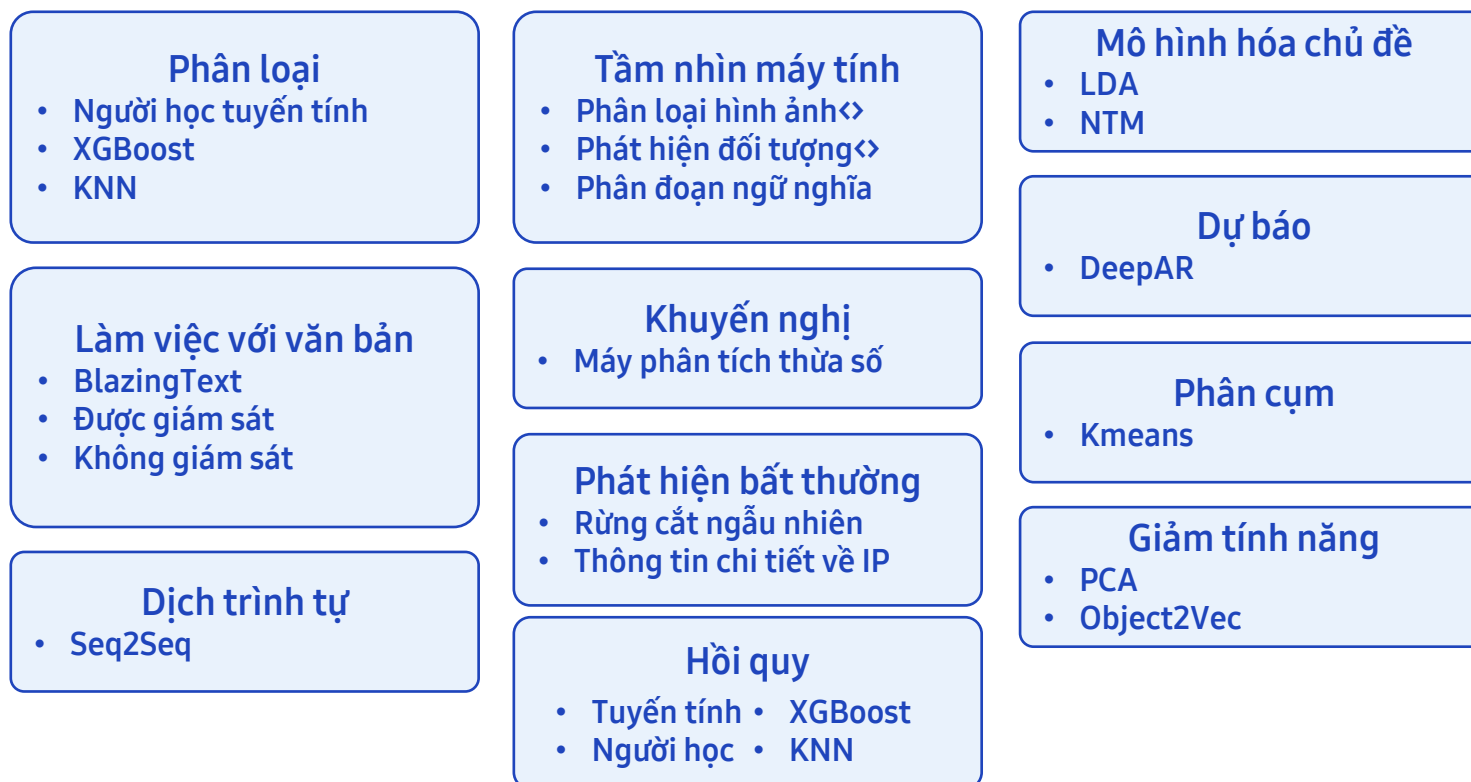 Phân loại
• Người học tuyến tính
• XGBoost
• KNN
Làm việc với văn bản
• BlazingText
• Được giám sát
• Không giám sát
Dịch trình tự
• Seq2Seq
Tầm nhìn máy tính
• Phân loại hình ảnh<>
• Phát hiện đối tượng<>
• Phân đoạn ngữ nghĩa
Khuyến nghị
• Máy phân tích thừa số
Phát hiện bất thường
• Rừng cắt ngẫu nhiên
• Thông tin chi tiết về IP
Hồi quy
• Tuyến tính • XGBoost
• Người học • KNN
Mô hình hóa chủ đề
• LDA
• NTM
Dự báo
• DeepAR
Phân cụm
• Kmeans
Giảm tính năng
• PCA
• Object2Vec